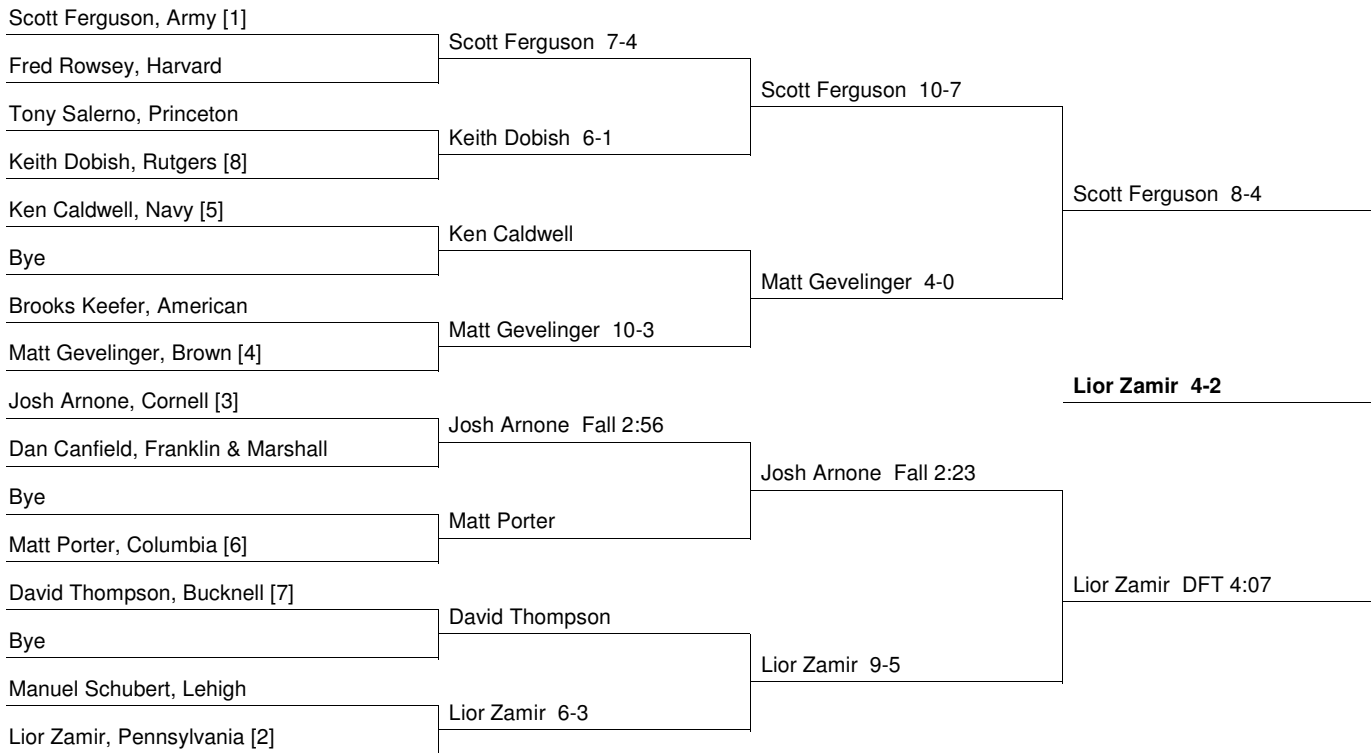 Scott Ferguson, Army [1]
Fred Rowsey, Harvard
Tony Salerno, Princeton
Keith Dobish, Rutgers [8]
Ken Caldwell, Navy [5]
Bye
Brooks Keefer, American
Matt Gevelinger, Brown [4]
Josh Arnone, Cornell [3]
Dan Canfield, Franklin & Marshall
Bye
Matt Porter, Columbia [6]
David Thompson, Bucknell [7]
Bye
Manuel Schubert, Lehigh
Lior Zamir, Pennsylvania [2]
Scott Ferguson 7-4
Keith Dobish 6-1
Ken Caldwell
Matt Gevelinger 10-3
Josh Arnone Fall 2:56
Matt Porter
David Thompson
Lior Zamir 6-3
Scott Ferguson 10-7
Matt Gevelinger 4-0
Josh Arnone Fall 2:23
Lior Zamir 9-5
Scott Ferguson 8-4
Lior Zamir DFT 4:07
Lior Zamir 4-2